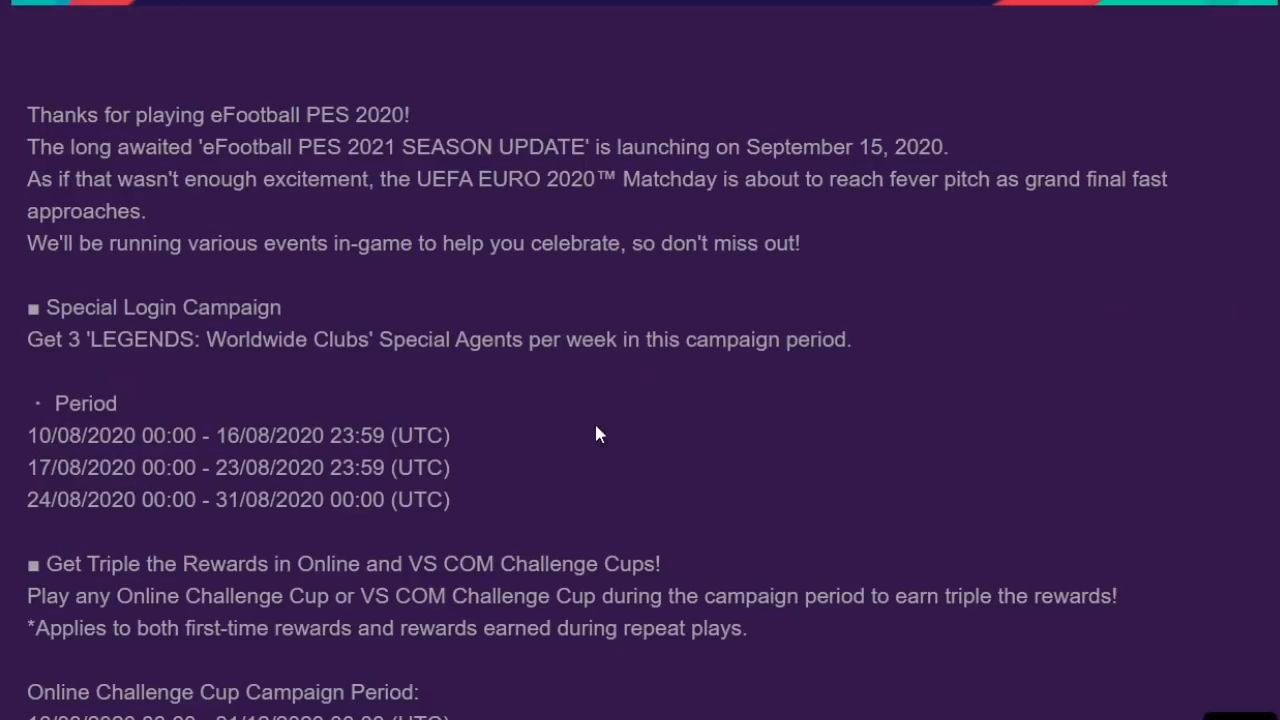 Thanks for playing eFootball PES 2020!
The long awaited 'eFootball PES 2021 SEASON UPDATE' is launching on September 15, 2020.
As if that wasn't enough excitement, the UEFA EURO 2020™ Matchday is about to reach fever pitch as grand final fast
approaches.
We'll be running various events in-game to help you celebrate, so don't miss out!
■ Special Login Campaign
Get 3 'LEGENDS: Worldwide Clubs' Special Agents per week in this campaign period.
・ Period
10/08/2020 00:00 - 16/08/2020 23:59 (UTC)
17/08/2020 00:00 - 23/08/2020 23:59 (UTC)
24/08/2020 00:00 - 31/08/2020 00:00 (UTC)
■ Get Triple the Rewards in Online and VS COM Challenge Cups!
Play any Online Challenge Cup or VS COM Challenge Cup during the campaign period to earn triple the rewards!
*Applies to both first-time rewards and rewards earned during repeat plays.
Online Challenge Cup Campaign Period: